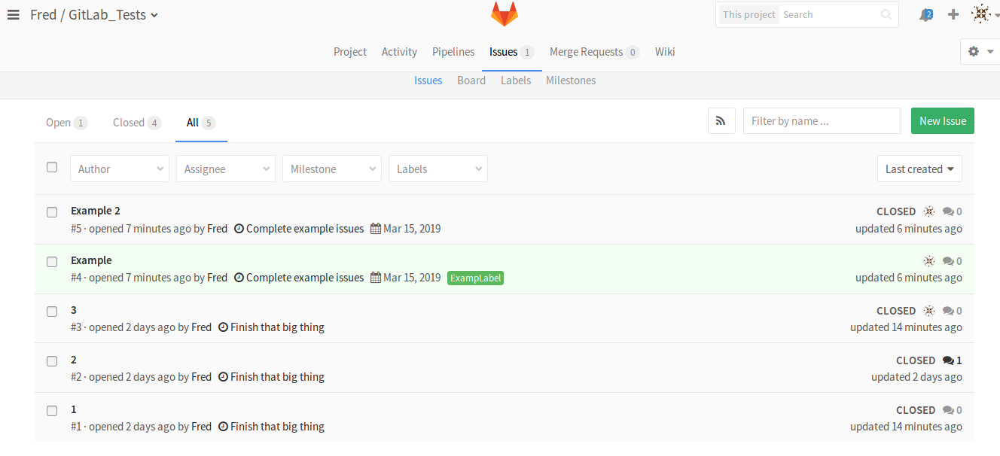 Fred / GitLab_Tests
This project Search
2
Project Activity Pipelines Issues 1 Merge Requests 0 Wiki
Issues Board Labels Milestones
Open 1 Closed 4 All 5
Filter by name ...
New Issue
Author Assignee Milestone Labels Last created
Example 2 CLOSED 0
#5 · opened 7 minutes ago by Fred Complete example issues Mar 15, 2019 updated 6 minutes ago
Example 0
#4 · opened 7 minutes ago by Fred Complete example issues Mar 15, 2019 ExampLabel updated 6 minutes ago
3 CLOSED 0
#3 · opened 2 days ago by Fred Finish that big thing updated 14 minutes ago
2 CLOSED 1
#2 · opened 2 days ago by Fred Finish that big thing updated 2 days ago
1 CLOSED 0
#1 · opened 2 days ago by Fred Finish that big thing updated 14 minutes ago